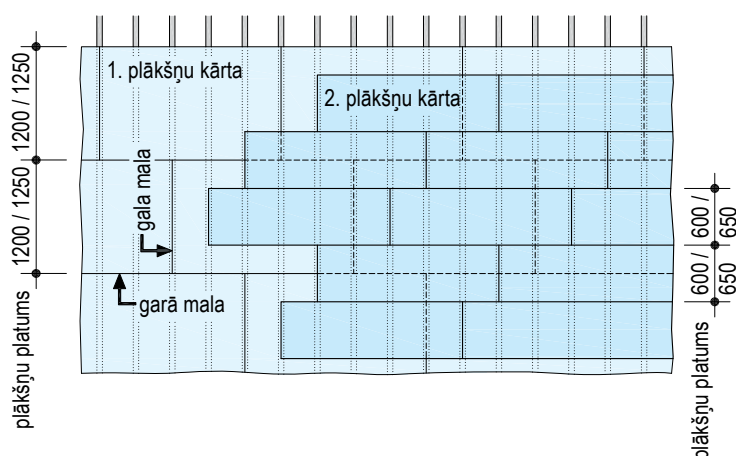 1200 / 1250
1200 / 1250
plākšņu platums
1. plākšņu kārta
2. plākšņu kārta
gala mala
garā mala
600 /
650
600 /
650
plākšņu platums